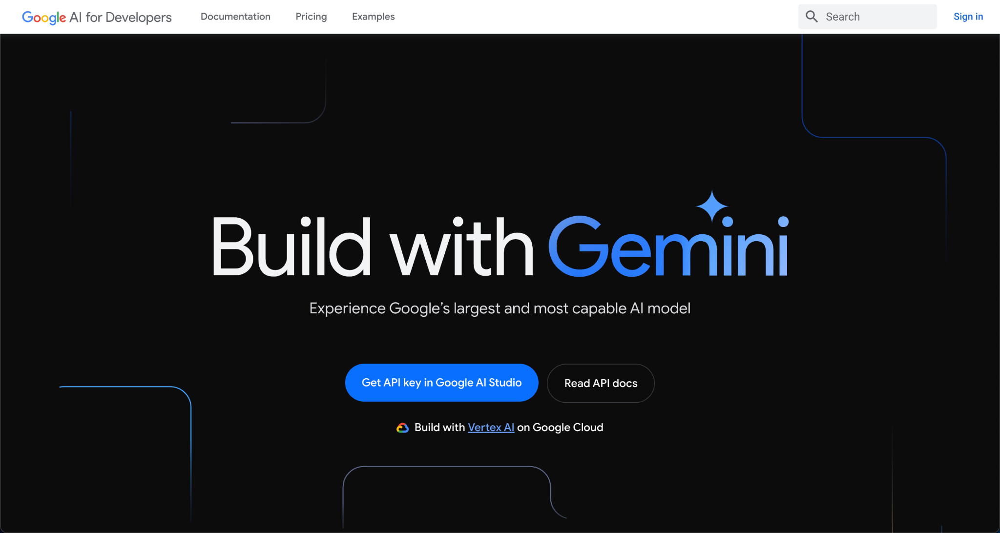 Google AI for Developers Documentation Pricing Examples Search Sign in
Build with Gemini
Experience Google’s largest and most capable AI model
Get API key in Google AI Studio Read API docs
Build with Vertex AI on Google Cloud